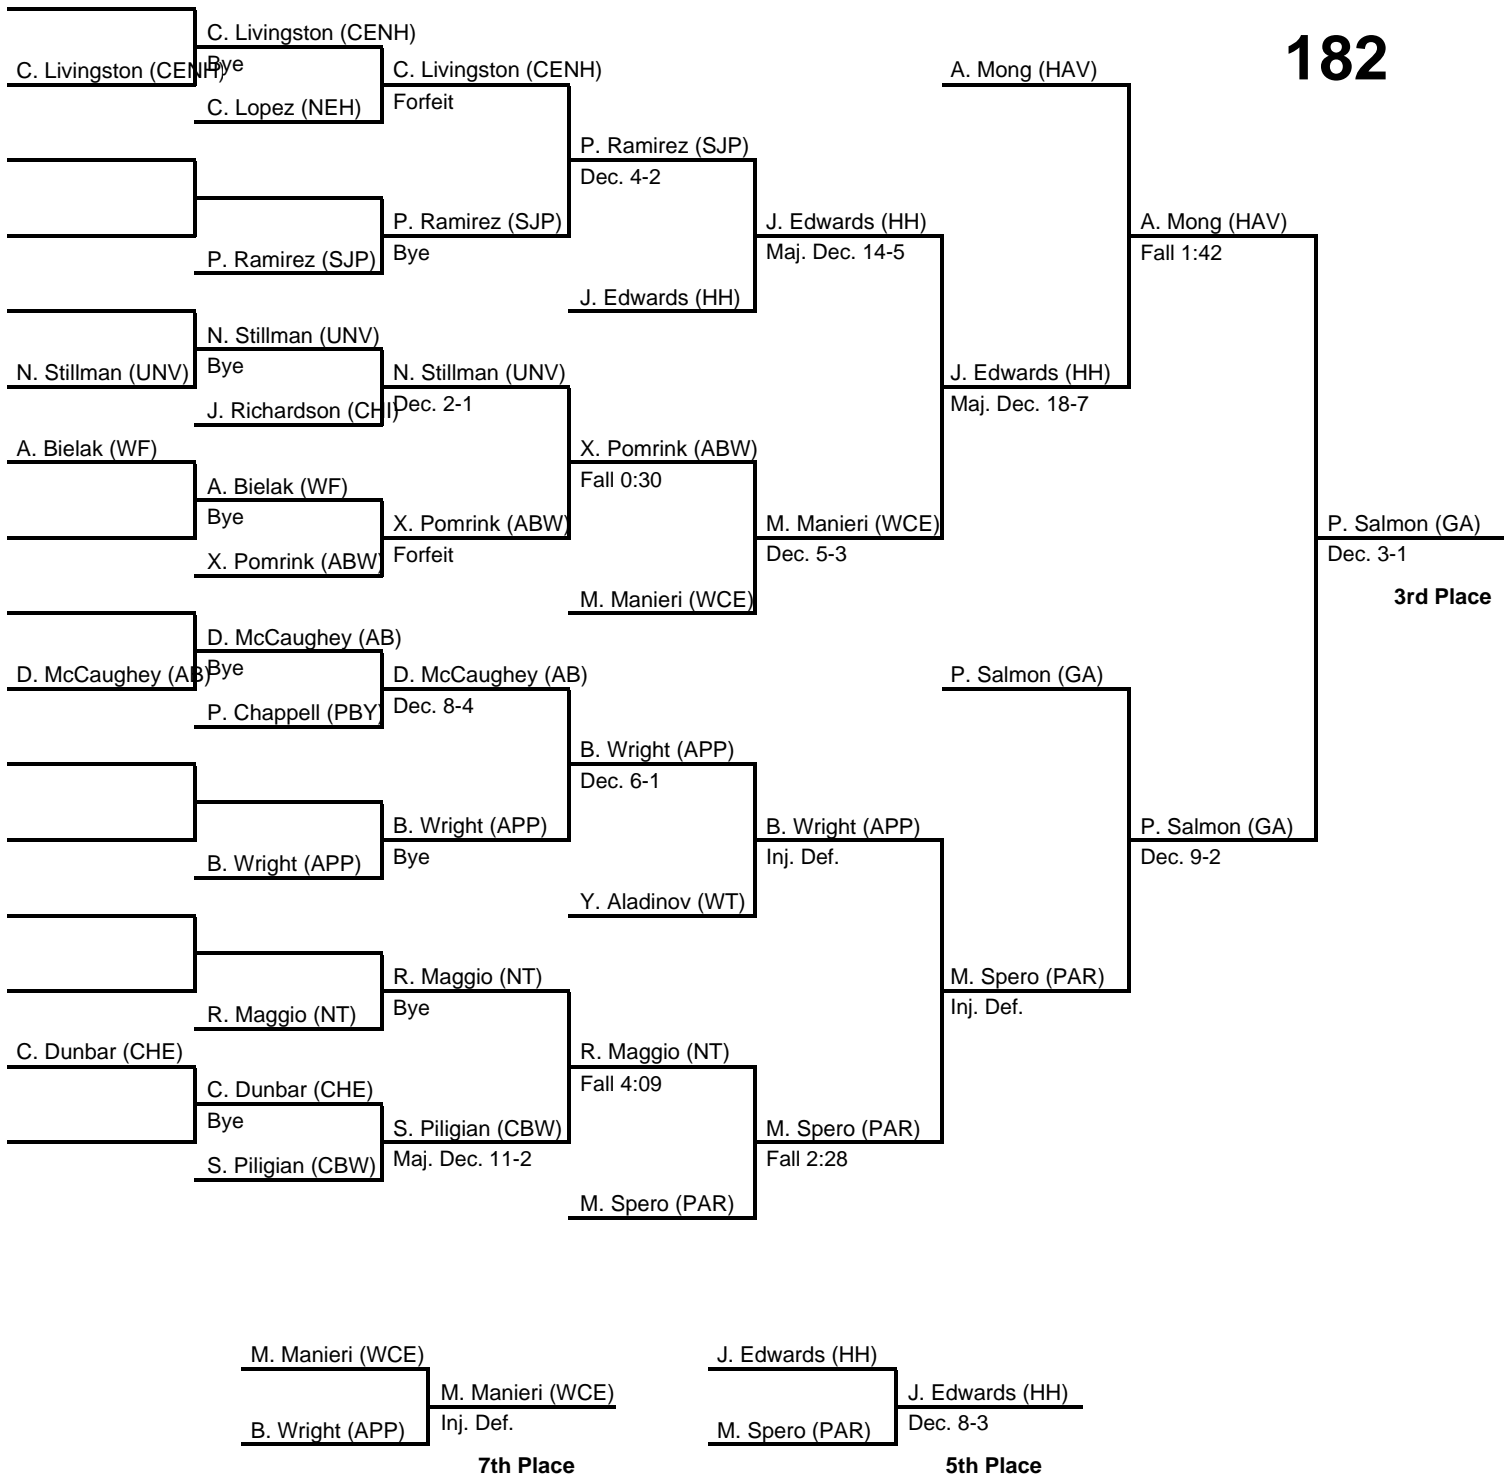 182
C. Livingston (CENH)
C. Livingston (CENH)
Bye
C. Lopez (NEH)
C. Livingston (CENH)
Forfeit
P. Ramirez (SJP)
P. Ramirez (SJP)
Bye
P. Ramirez (SJP)
Dec. 4-2
J. Edwards (HH)
J. Edwards (HH)
Maj. Dec. 14-5
N. Stillman (UNV)
N. Stillman (UNV)
Bye
J. Richardson (CHI)
N. Stillman (UNV)
Dec. 2-1
A. Bielak (WF)
A. Bielak (WF)
Bye
X. Pomrink (ABW)
X. Pomrink (ABW)
Forfeit
X. Pomrink (ABW)
Fall 0:30
M. Manieri (WCE)
M. Manieri (WCE)
Dec. 5-3
J. Edwards (HH)
Maj. Dec. 18-7
A. Mong (HAV)
A. Mong (HAV)
Fall 1:42
D. McCaughey (AB)
D. McCaughey (AB)
Bye
P. Chappell (PBY)
D. McCaughey (AB)
Dec. 8-4
B. Wright (APP)
B. Wright (APP)
Bye
B. Wright (APP)
Dec. 6-1
Y. Aladinov (WT)
B. Wright (APP)
Inj. Def.
R. Maggio (NT)
R. Maggio (NT)
Bye
C. Dunbar (CHE)
C. Dunbar (CHE)
Bye
S. Piligian (CBW)
S. Piligian (CBW)
Maj. Dec. 11-2
R. Maggio (NT)
Fall 4:09
M. Spero (PAR)
M. Spero (PAR)
Fall 2:28
M. Spero (PAR)
Inj. Def.
P. Salmon (GA)
P. Salmon (GA)
Dec. 9-2
P. Salmon (GA)
Dec. 3-1
3rd Place
M. Manieri (WCE)
B. Wright (APP)
M. Manieri (WCE)
Inj. Def.
7th Place
J. Edwards (HH)
M. Spero (PAR)
J. Edwards (HH)
Dec. 8-3
5th Place